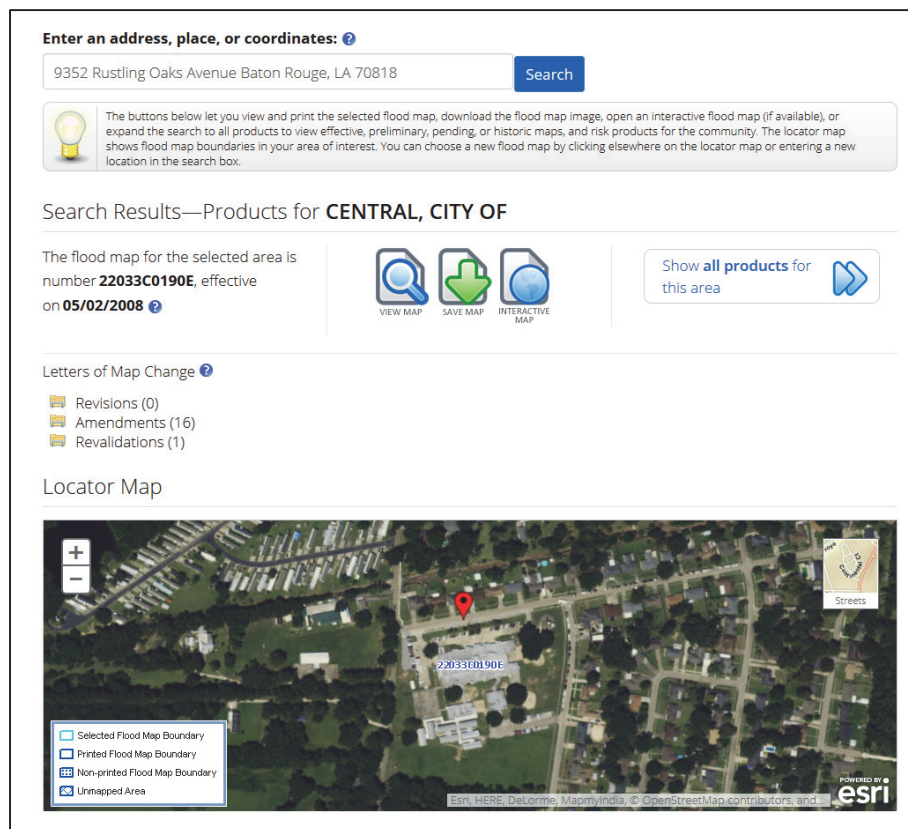 Enter an address, place, or coordinates: ?
9352 Rustling Oaks Avenue Baton Rouge, LA 70818
Search
The buttons below let you view and print the selected flood map, download the flood map image, open an interactive flood map (if available), or
expand the search to all products to view effective, preliminary, pending, or historic maps, and risk products for the community. The locator map
shows flood map boundaries in your area of interest. You can choose a new flood map by clicking elsewhere on the locator map or entering a new
location in the search box.
Search Results—Products for CENTRAL, CITY OF
The flood map for the selected area is
number 22033C0190E, effective
on 05/02/2008 ?
VIEW MAP
SAVE MAP
INTERACTIVE
MAP
Show all products for
this area
Letters of Map Change ?
Revisions (0)
Amendments (16)
Revalidations (1)
Locator Map
+
−
Streets
22033C0190E
Selected Flood Map Boundary
Printed Flood Map Boundary
Non-printed Flood Map Boundary
Unmapped Area
Esri, HERE, DeLorme, MapmyIndia, © OpenStreetMap contributors, and...
POWERED BY
esri